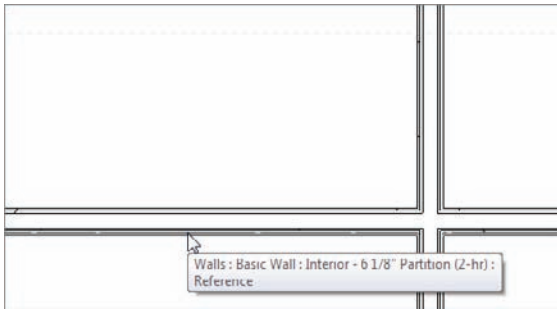 Walls : Basic Wall : Interior - 6 1/8" Partition (2-hr) :
Reference